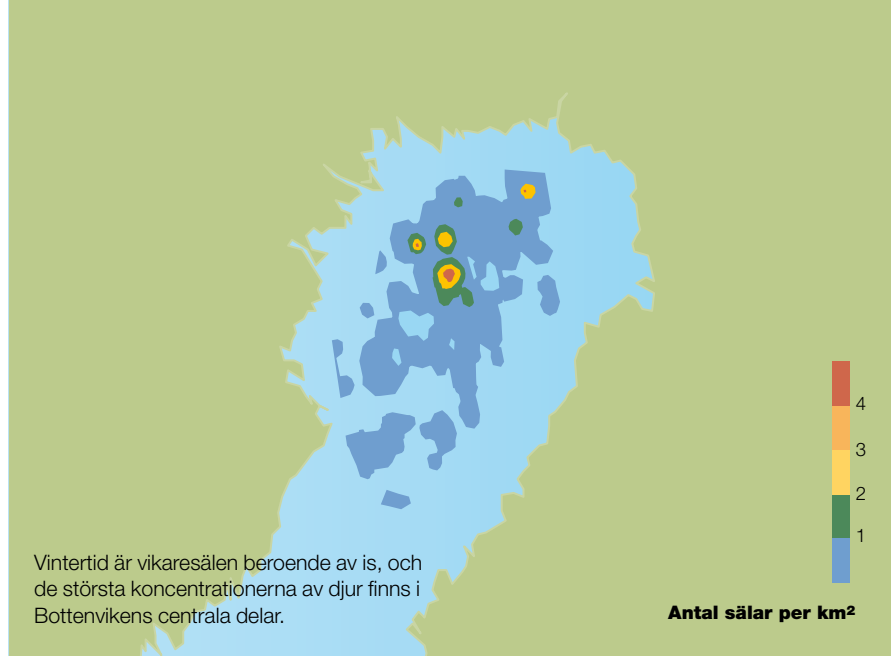 Vintertid är vikaresälen beroende av is, och
de största koncentrationerna av djur finns i
Bottenvikens centrala delar.
4
3
2
1
Antal sälar per km²